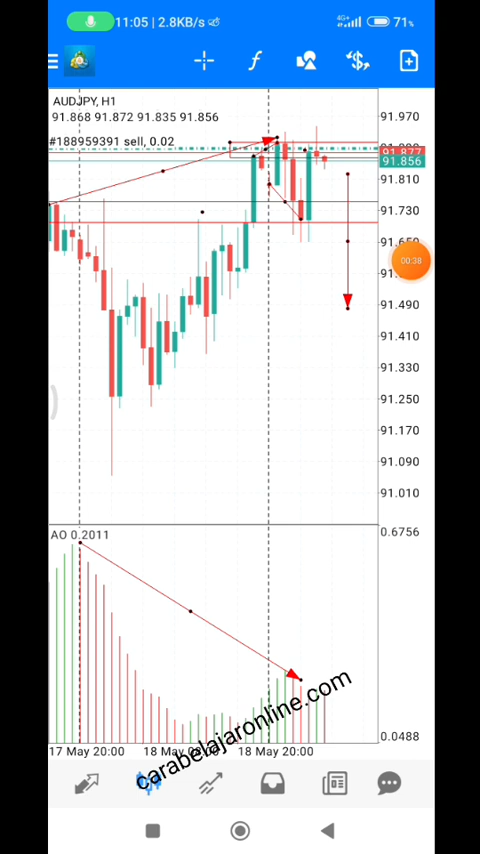 11:05 | 2.8KB/s
4G+
71%
AUDJPY, H1
91.868 91.872 91.835 91.856
#188959391 sell, 0.02
91.970
91.877
91.856
91.810
91.730
91.650
00:38
91.490
91.410
91.330
91.250
91.170
91.090
91.010
AO 0.2011
0.6756
0.0488
17 May 20:00
18 May 20:00
carabelajaronline.com